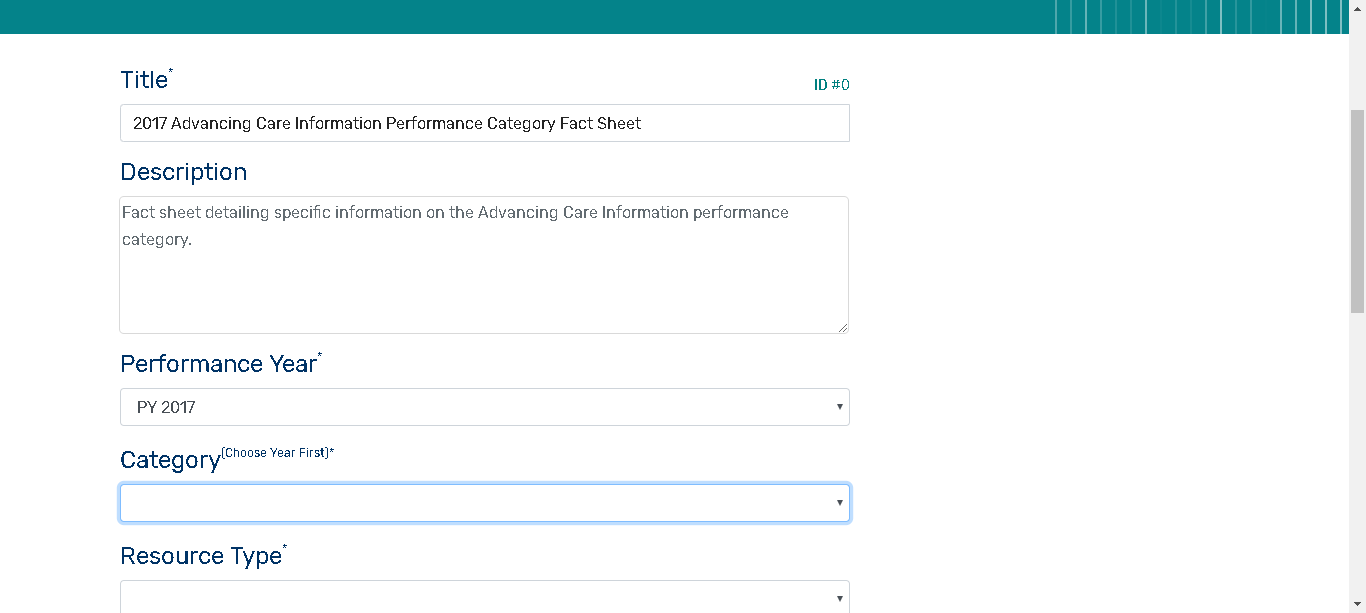 Title*
ID #0
2017 Advancing Care Information Performance Category Fact Sheet
Description
Fact sheet detailing specific information on the Advancing Care Information performance
category.
Performance Year*
PY 2017
Category(Choose Year First)*
Resource Type*